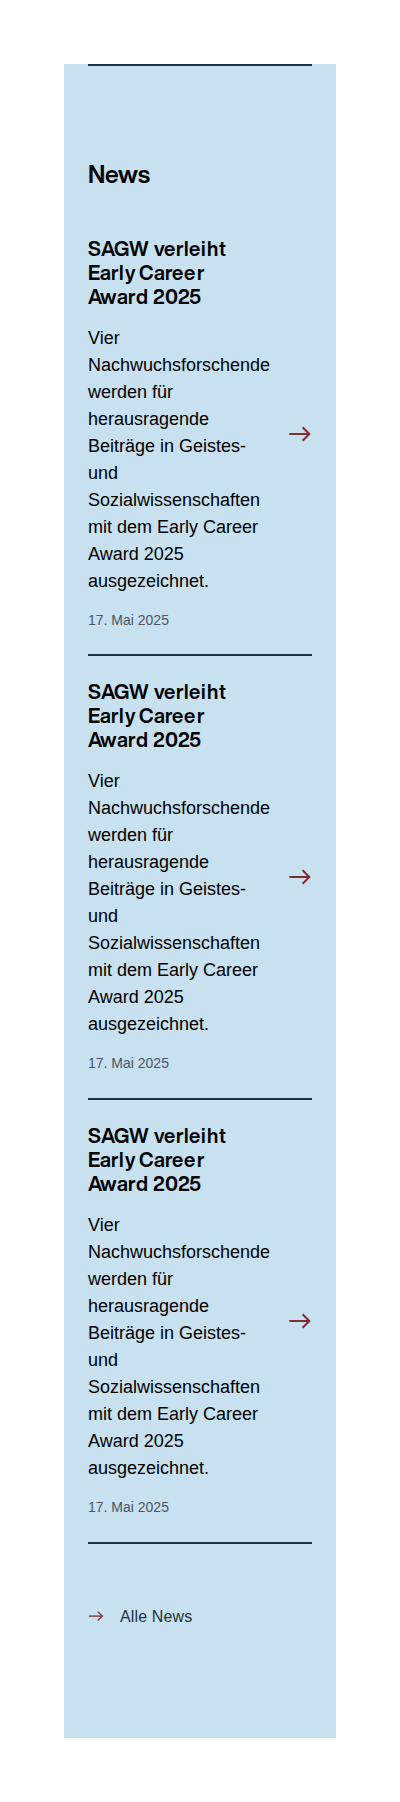 News
SAGW verleiht
Early Career
Award 2025
Vier
Nachwuchsforschende
werden für
herausragende
Beiträge in Geistes-
und
Sozialwissenschaften
mit dem Early Career
Award 2025
ausgezeichnet.
17. Mai 2025
SAGW verleiht
Early Career
Award 2025
Vier
Nachwuchsforschende
werden für
herausragende
Beiträge in Geistes-
und
Sozialwissenschaften
mit dem Early Career
Award 2025
ausgezeichnet.
17. Mai 2025
SAGW verleiht
Early Career
Award 2025
Vier
Nachwuchsforschende
werden für
herausragende
Beiträge in Geistes-
und
Sozialwissenschaften
mit dem Early Career
Award 2025
ausgezeichnet.
17. Mai 2025
Alle News